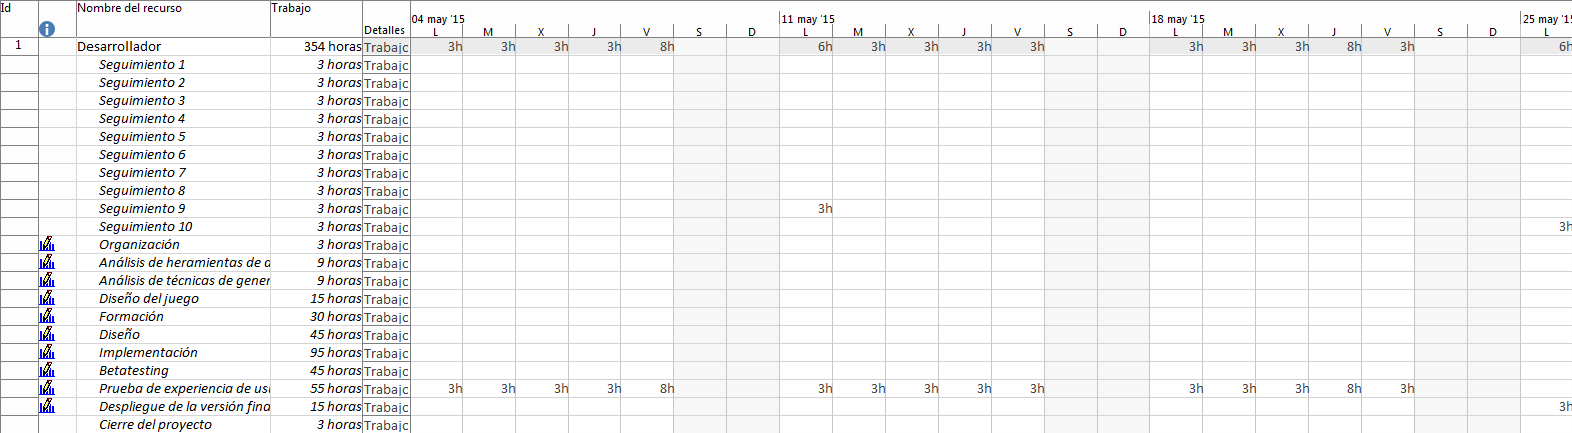 Id Nombre del recurso Trabajo Detalles 04 may '15 11 may '15 18 may '15 25 may '15
L M X J V S D L M X J V S D L M X J V S D L
1 Desarrollador 354 horas Trabajc 3h 3h 3h 3h 8h 6h 3h 3h 3h 3h 3h 3h 3h 8h 3h 6h
Seguimiento 1 3 horas Trabajc
Seguimiento 2 3 horas Trabajc
Seguimiento 3 3 horas Trabajc
Seguimiento 4 3 horas Trabajc
Seguimiento 5 3 horas Trabajc
Seguimiento 6 3 horas Trabajc
Seguimiento 7 3 horas Trabajc
Seguimiento 8 3 horas Trabajc
Seguimiento 9 3 horas Trabajc 3h
Seguimiento 10 3 horas Trabajc 3h
Organización 3 horas Trabajc
Análisis de heramientas de a 9 horas Trabajc
Análisis de técnicas de gener 9 horas Trabajc
Diseño del juego 15 horas Trabajc
Formación 30 horas Trabajc
Diseño 45 horas Trabajc
Implementación 95 horas Trabajc
Betatesting 45 horas Trabajc
Prueba de experiencia de usu 55 horas Trabajc 3h 3h 3h 3h 8h 3h 3h 3h 3h 3h 3h 3h 3h 8h 3h
Despliegue de la versión fina 15 horas Trabajc 3h
Cierre del proyecto 3 horas Trabajc